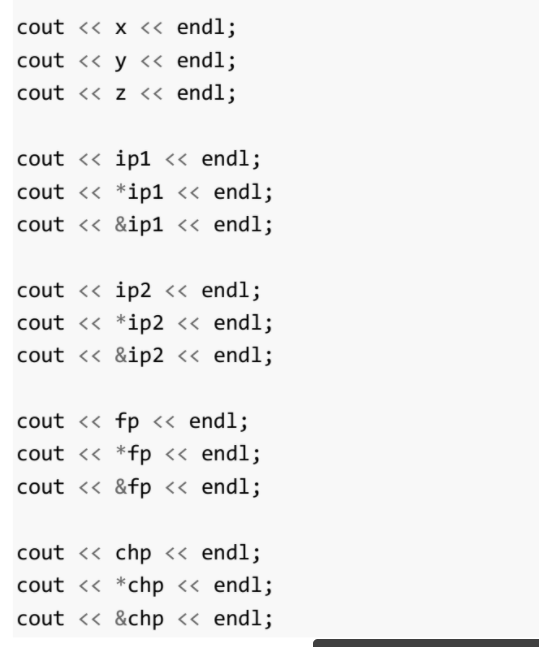 cout << x << endl;
cout << y << endl;
cout << z << endl;
cout << ip1 << endl;
cout << *ip1 << endl;
cout << &ip1 << endl;
cout << ip2 << endl;
cout << *ip2 << endl;
cout << &ip2 << endl;
cout << fp << endl;
cout << *fp << endl;
cout << &fp << endl;
cout << chp << endl;
cout << *chp << endl;
cout << &chp << endl;